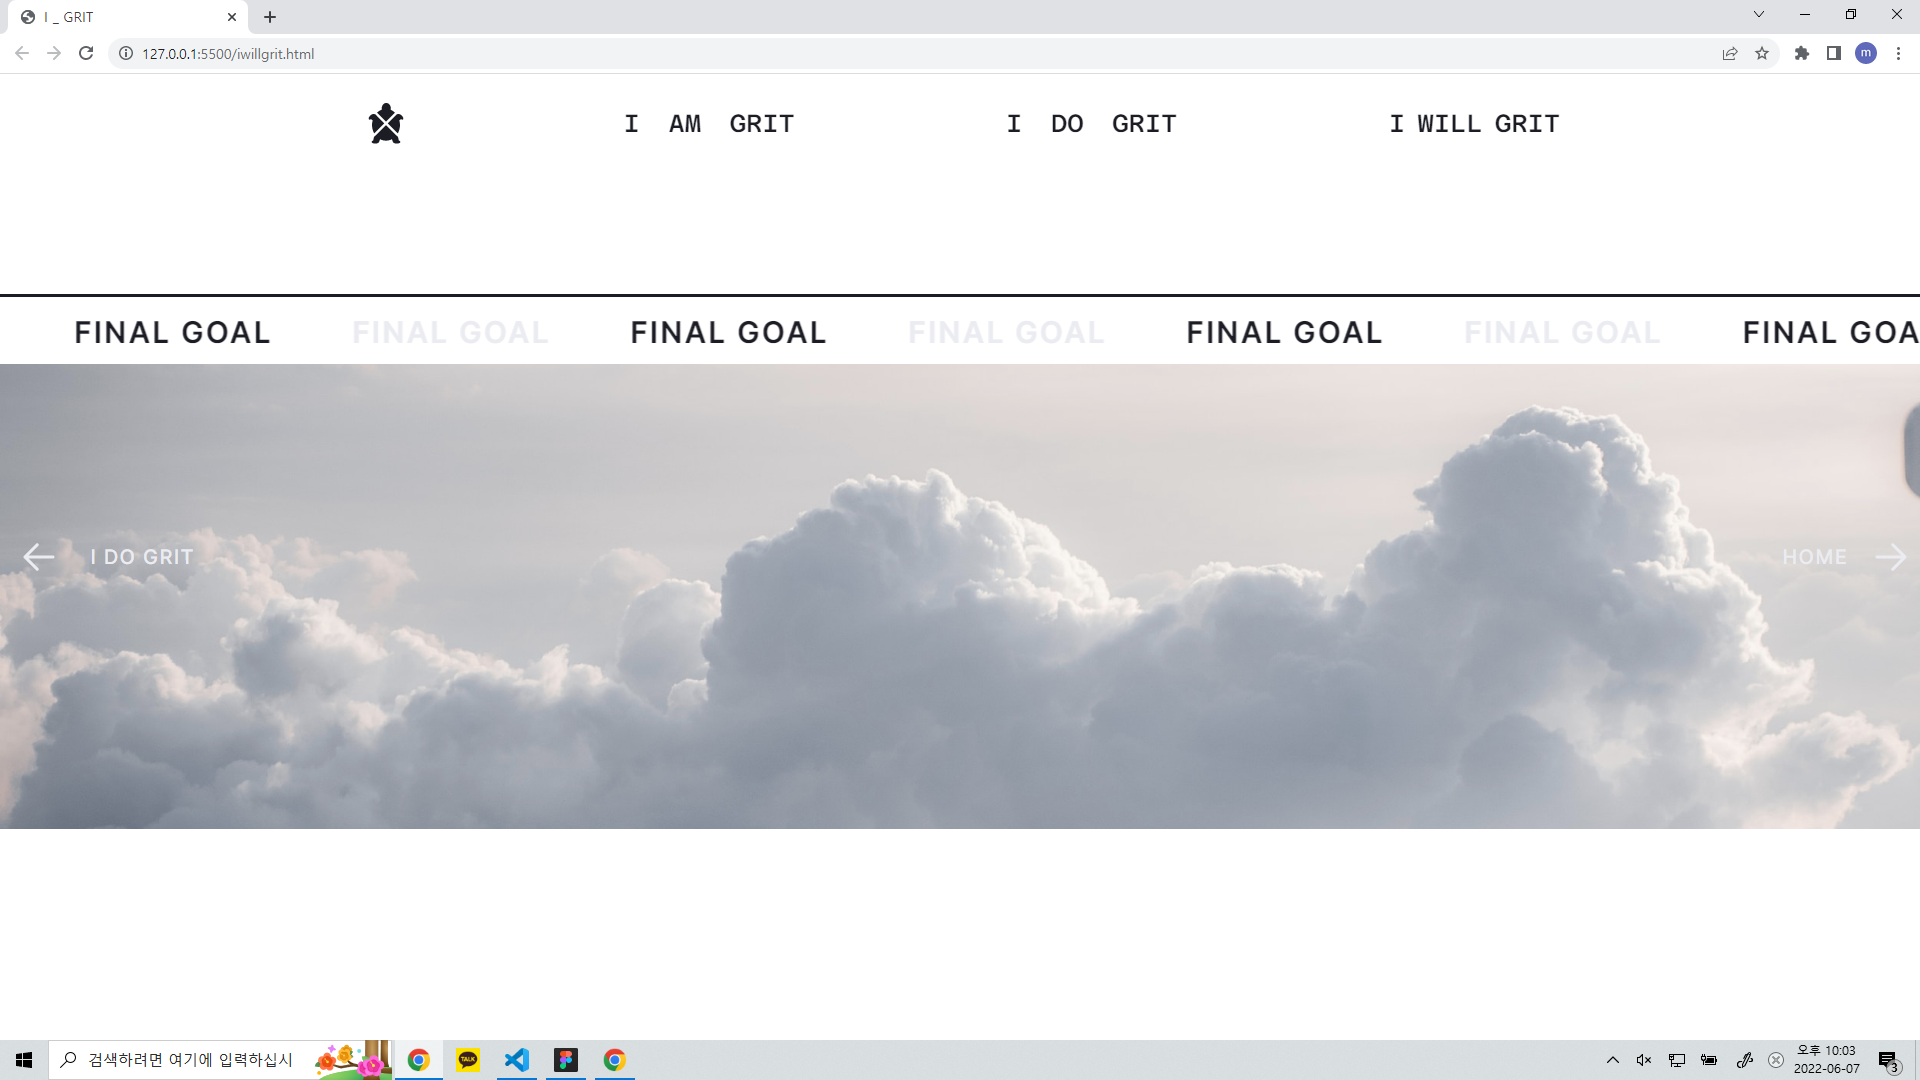 I _ GRIT
127.0.0.1:5500/iwillgrit.html
m
I AM GRIT
I DO GRIT
I WILL GRIT
FINAL GOAL FINAL GOAL FINAL GOAL FINAL GOAL FINAL GOAL FINAL GOAL FINAL GOA
I DO GRIT
HOME
검색하려면 여기에 입력하십시
TALK
오후 10:03
2022-06-07
3